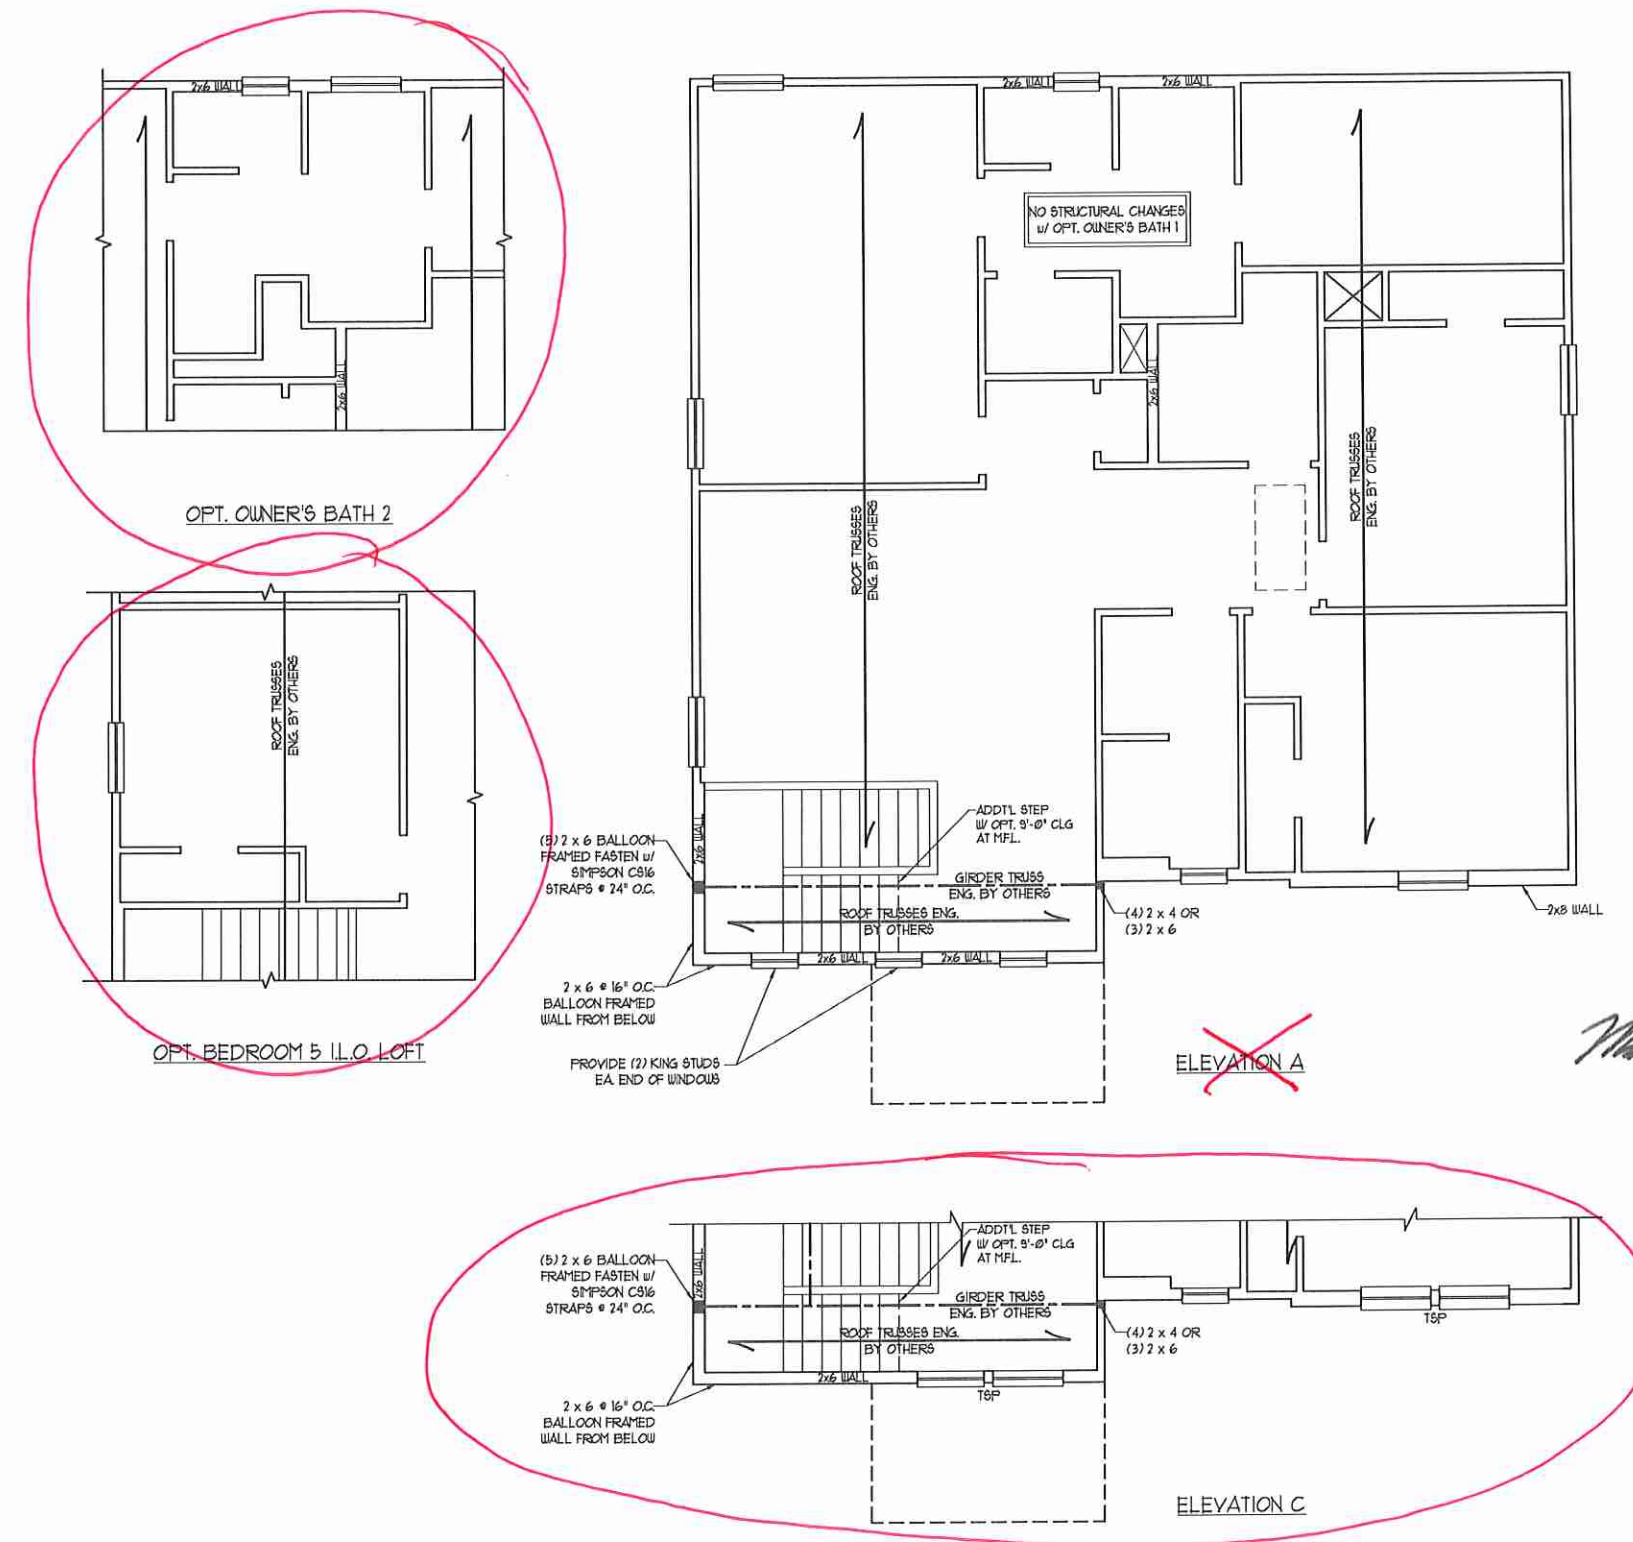 2x6 WALL
2x6 WALL
OPT. OWNER'S BATH 2
ROOF TRUSSES
ENG. BY OTHERS
OPT. BEDROOM 5 I.L.O. LOFT
2x6 WALL
2x6 WALL
NO STRUCTURAL CHANGES
w/ OPT. OWNER'S BATH 1
2x6 WALL
ROOF TRUSSES
ENG. BY OTHERS
ROOF TRUSSES
ENG. BY OTHERS
2x6 WALL
(5) 2 x 6 BALLOON
FRAMED FASTEN w/
SIMPSON CS16
STRAPS @ 24" O.C.
ADDT'L STEP
W/ OPT. 9'-0" CLG
AT MFL.
GIRDER TRUSS
ENG. BY OTHERS
ROOF TRUSSES ENG.
BY OTHERS
(4) 2 x 4 OR
(3) 2 x 6
2x8 WALL
2x6 WALL
2x6 WALL
2 x 6 @ 16" O.C.
BALLOON FRAMED
WALL FROM BELOW
PROVIDE (2) KING STUDS
EA. END OF WINDOWS
ELEVATION A
2x6 WALL
(5) 2 x 6 BALLOON
FRAMED FASTEN w/
SIMPSON CS16
STRAPS @ 24" O.C.
ADDT'L STEP
W/ OPT. 9'-0" CLG
AT MFL.
GIRDER TRUSS
ENG. BY OTHERS
ROOF TRUSSES ENG.
BY OTHERS
(4) 2 x 4 OR
(3) 2 x 6
TSP
2x6 WALL
TSP
2 x 6 @ 16" O.C.
BALLOON FRAMED
WALL FROM BELOW
ELEVATION C